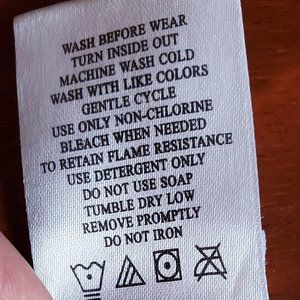 WASH BEFORE WEAR
TURN INSIDE OUT
MACHINE WASH COLD
WASH WITH LIKE COLORS
GENTLE CYCLE
USE ONLY NON-CHLORINE
BLEACH WHEN NEEDED
TO RETAIN FLAME RESISTANCE
USE DETERGENT ONLY
DO NOT USE SOAP
TUMBLE DRY LOW
REMOVE PROMPTLY
DO NOT IRON